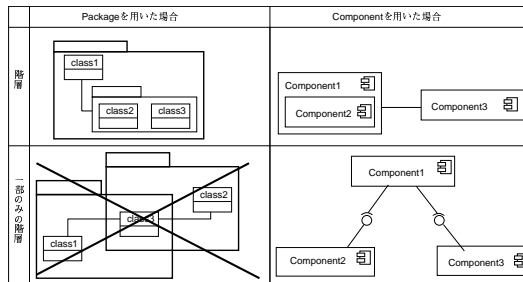 Packageを用いた場合
Componentを用いた場合
階層
class1
class2
class3
Component1
Component2
Component3
一部のみの階層
class2
class3
class1
Component1
Component2
Component3